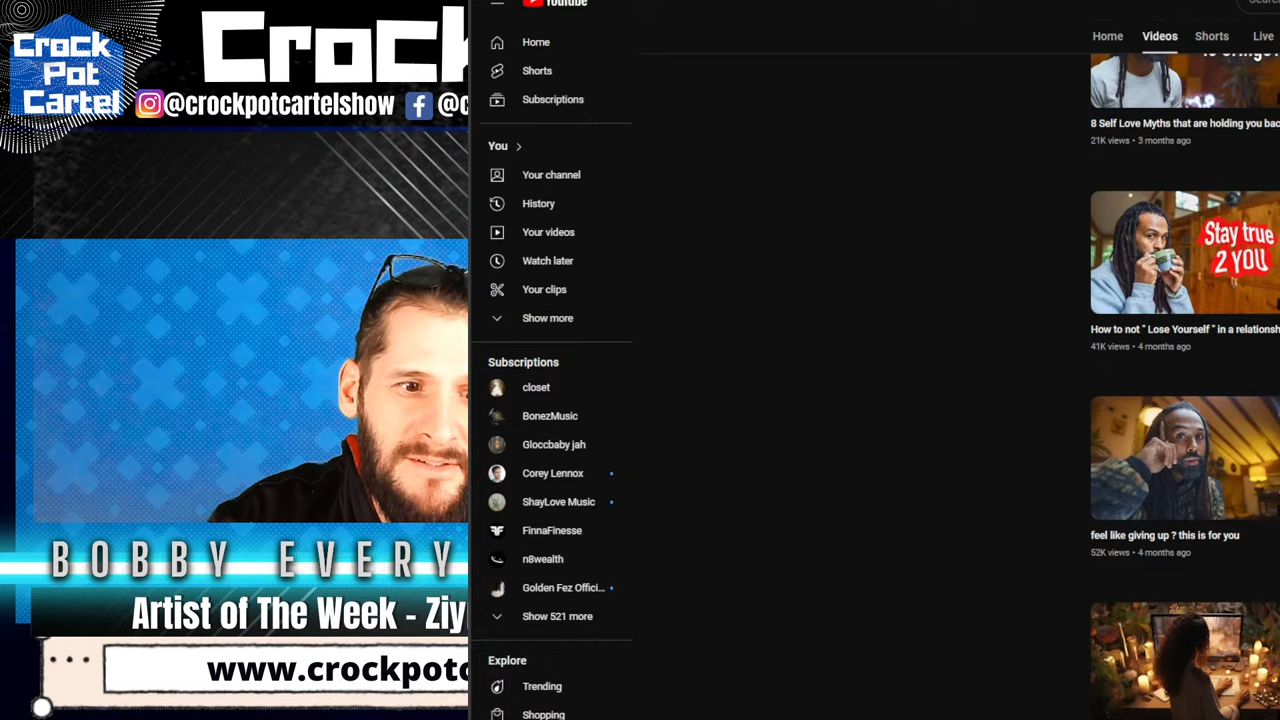 Crock
Pot
Cartel
Crock
@crockpotcartelshow
@c
BOBBY EVERY
Artist of The Week - Ziy
www.crockpotc
YouTube
Home
Shorts
Subscriptions
You
Your channel
History
Your videos
Watch later
Your clips
Show more
Subscriptions
closet
BonezMusic
Gloccbaby jah
Corey Lennox
ShayLove Music
FinnaFinesse
n8wealth
Golden Fez Offici...
Show 521 more
Explore
Trending
Shopping
Home
Videos
Shorts
Live
8 Self Love Myths that are holding you bac
21K views • 3 months ago
Stay true
2 YOU
How to not " Lose Yourself " in a relationsh
41K views • 4 months ago
feel like giving up ? this is for you
52K views • 4 months ago